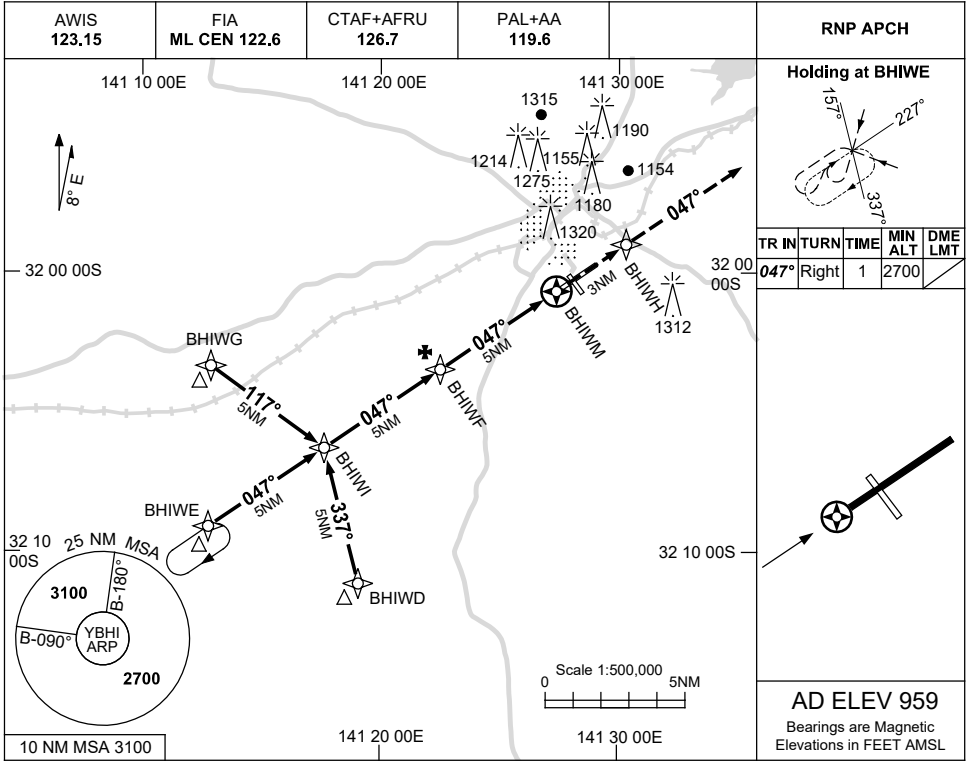 AWIS
123.15
FIA
ML CEN 122.6
CTAF+AFRU
126.7
PAL+AA
119.6
RNP APCH
141 10 00E
141 20 00E
141 30 00E
8° E
1315
1190
1214
1155
1275
1154
1180
1320
047°
32 00 00S
32 00
00S
3NM
BHIWH
1312
BHIWM
BHIWG
047°
5NM
117°
5NM
047°
5NM
BHIWF
BHIWI
BHIWE
047°
5NM
337°
5NM
BHIWD
32 10
00S
32 10 00S
25 NM MSA
3100
B-180°
B-090°
YBHI
ARP
2700
Scale 1:500,000
0
5NM
141 20 00E
141 30 00E
10 NM MSA 3100
Holding at BHIWE
157°
227°
337°
TR IN TURN TIME MIN ALT DME LMT
047° Right 1 2700
AD ELEV 959
Bearings are Magnetic
Elevations in FEET AMSL